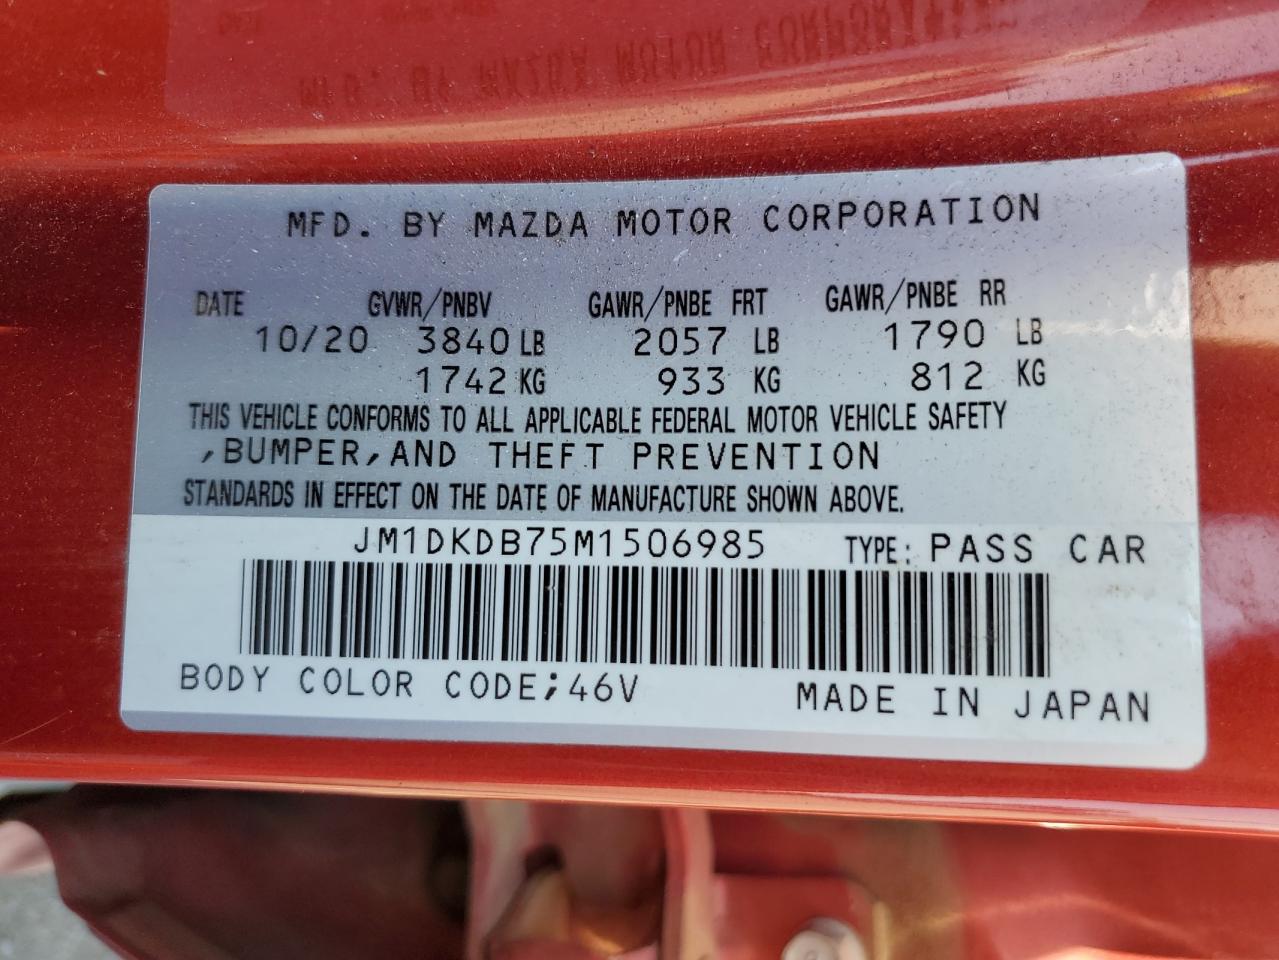 MFD. BY MAZDA MOTOR CORPORATION
DATE GVWR/PNBV GAWR/PNBE FRT GAWR/PNBE RR
10/20 3840 LB 2057 LB 1790 LB
1742 KG 933 KG 812 KG
THIS VEHICLE CONFORMS TO ALL APPLICABLE FEDERAL MOTOR VEHICLE SAFETY
,BUMPER,AND THEFT PREVENTION
STANDARDS IN EFFECT ON THE DATE OF MANUFACTURE SHOWN ABOVE.
JM1DKDB75M1506985 TYPE: PASS CAR
BODY COLOR CODE;46V MADE IN JAPAN